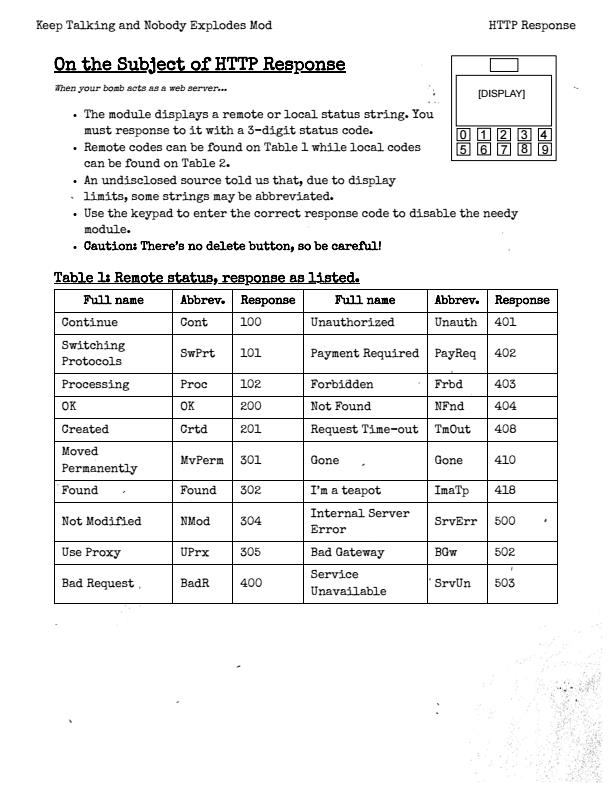 Keep Talking and Nobody Explodes Mod HTTP Response
On the Subject of HTTP Response
When your bomb acts as a web server...
[DISPLAY]
0 1 2 3 4
5 6 7 8 9
• The module displays a remote or local status string. You
must response to it with a 3-digit status code.
• Remote codes can be found on Table 1 while local codes
can be found on Table 2.
• An undisclosed source told us that, due to display
limits, some strings may be abbreviated.
• Use the keypad to enter the correct response code to disable the needy
module.
• Caution: There's no delete button, so be careful!
Table 1: Remote status, response as listed.
Full name Abbrev. Response Full name Abbrev. Response
Continue Cont 100 Unauthorized Unauth 401
Switching
Protocols SwPrt 101 Payment Required PayReq 402
Processing Proc 102 Forbidden Frbd 403
OK OK 200 Not Found NFnd 404
Created Crtd 201 Request Time-out TmOut 408
Moved
Permanently MvPerm 301 Gone Gone 410
Found Found 302 I'm a teapot ImaTp 418
Not Modified NMod 304 Internal Server
Error SrvErr 500
Use Proxy UPrx 305 Bad Gateway BGw 502
Bad Request BadR 400 Service
Unavailable SrvUn 503